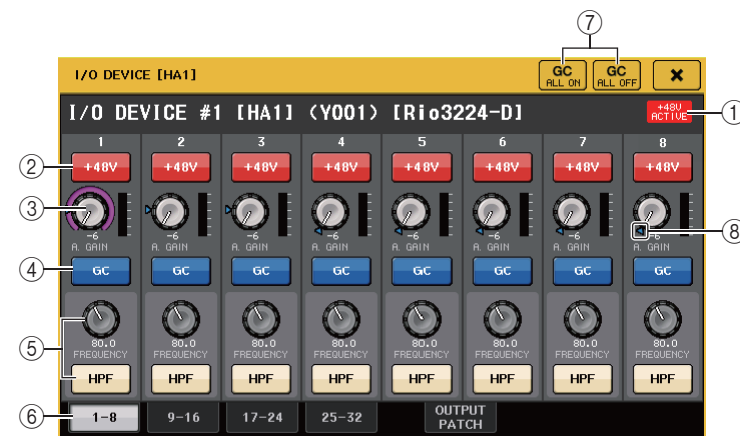 ⑦
I/O DEVICE [HA1]
GC ALL ON
GC ALL OFF
×
I/O DEVICE #1 [HA1] (Y001) [Rio3224-D]
+48V ACTIVE
①
1 2 3 4 5 6 7 8
② +48V +48V +48V +48V +48V +48V +48V +48V
③
-6 -6 -6 -6 -6 -6 -6 -6
⑧
A. GAIN A. GAIN A. GAIN A. GAIN A. GAIN A. GAIN A. GAIN A. GAIN
④ GC GC GC GC GC GC GC GC
⑤
80.0 80.0 80.0 80.0 80.0 80.0 80.0 80.0
FREQUENCY FREQUENCY FREQUENCY FREQUENCY FREQUENCY FREQUENCY FREQUENCY FREQUENCY
HPF HPF HPF HPF HPF HPF HPF HPF
⑥ 1-8 9-16 17-24 25-32 OUTPUT PATCH